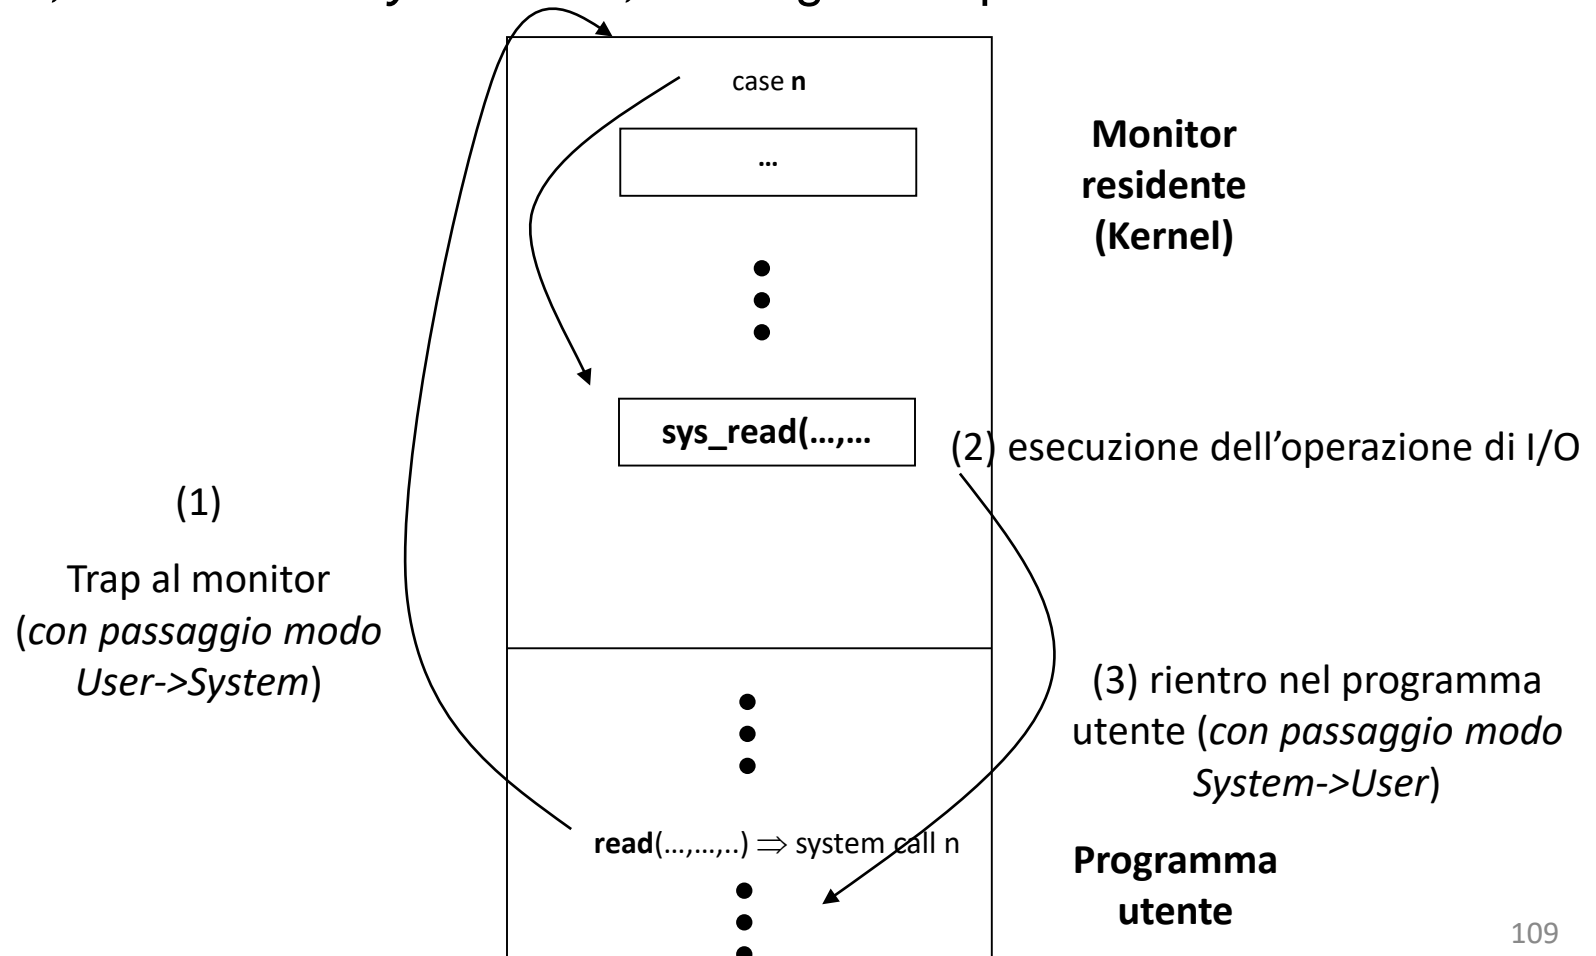 case n
…
Monitor
residente
(Kernel)
sys_read(…,…
(2) esecuzione dell’operazione di I/O
(1)
Trap al monitor
(con passaggio modo
User->System)
(3) rientro nel programma
utente (con passaggio modo
System->User)
read(…,…,..) ⇒ system call n
Programma
utente
109